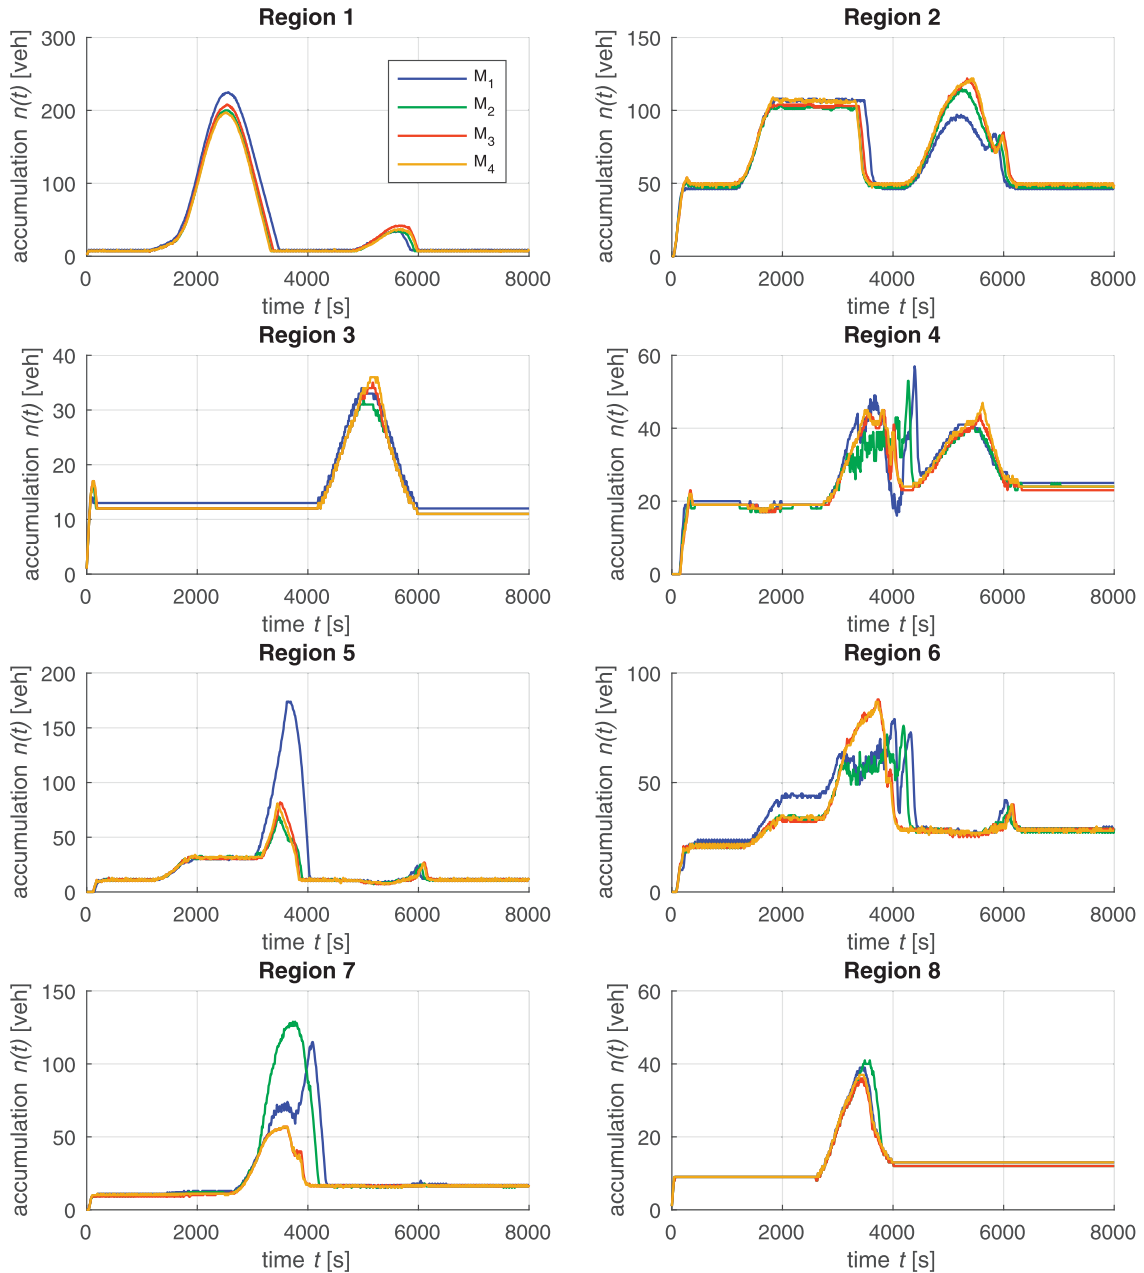 Region 1
accumulation n(t) [veh]
300
200
100
0
0 2000 4000 6000 8000
time t [s]
M1
M2
M3
M4
Region 2
accumulation n(t) [veh]
150
100
50
0
0 2000 4000 6000 8000
time t [s]
Region 3
accumulation n(t) [veh]
40
30
20
10
0
0 2000 4000 6000 8000
time t [s]
Region 4
accumulation n(t) [veh]
60
40
20
0
0 2000 4000 6000 8000
time t [s]
Region 5
accumulation n(t) [veh]
200
150
100
50
0
0 2000 4000 6000 8000
time t [s]
Region 6
accumulation n(t) [veh]
100
50
0
0 2000 4000 6000 8000
time t [s]
Region 7
accumulation n(t) [veh]
150
100
50
0
0 2000 4000 6000 8000
time t [s]
Region 8
accumulation n(t) [veh]
60
40
20
0
0 2000 4000 6000 8000
time t [s]